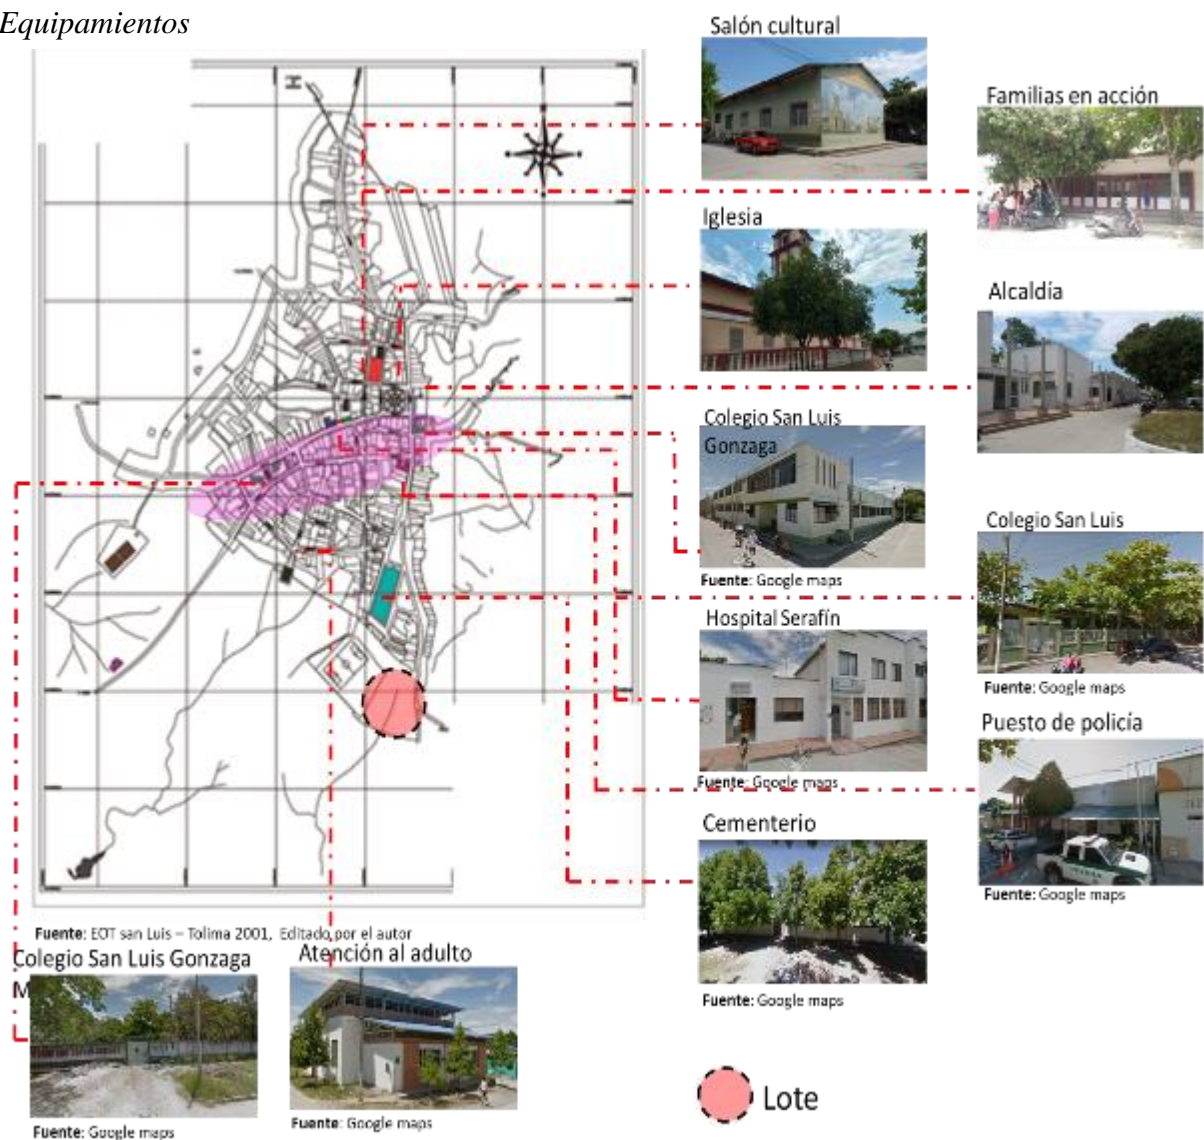 Equipamientos
Salón cultural
Familias en acción
Iglesia
Alcaldía
Colegio San Luis
Gonzaga
Fuente: Google maps
Colegio San Luis
Fuente: Google maps
Hospital Serafín
Fuente: Google maps
Puesto de policía
Fuente: Google maps
Cementerio
Fuente: Google maps
Fuente: EOT san Luis – Tolima 2001, Editado por el autor
Colegio San Luis Gonzaga
M
Fuente: Google maps
Atención al adulto
Fuente: Google maps
Lote